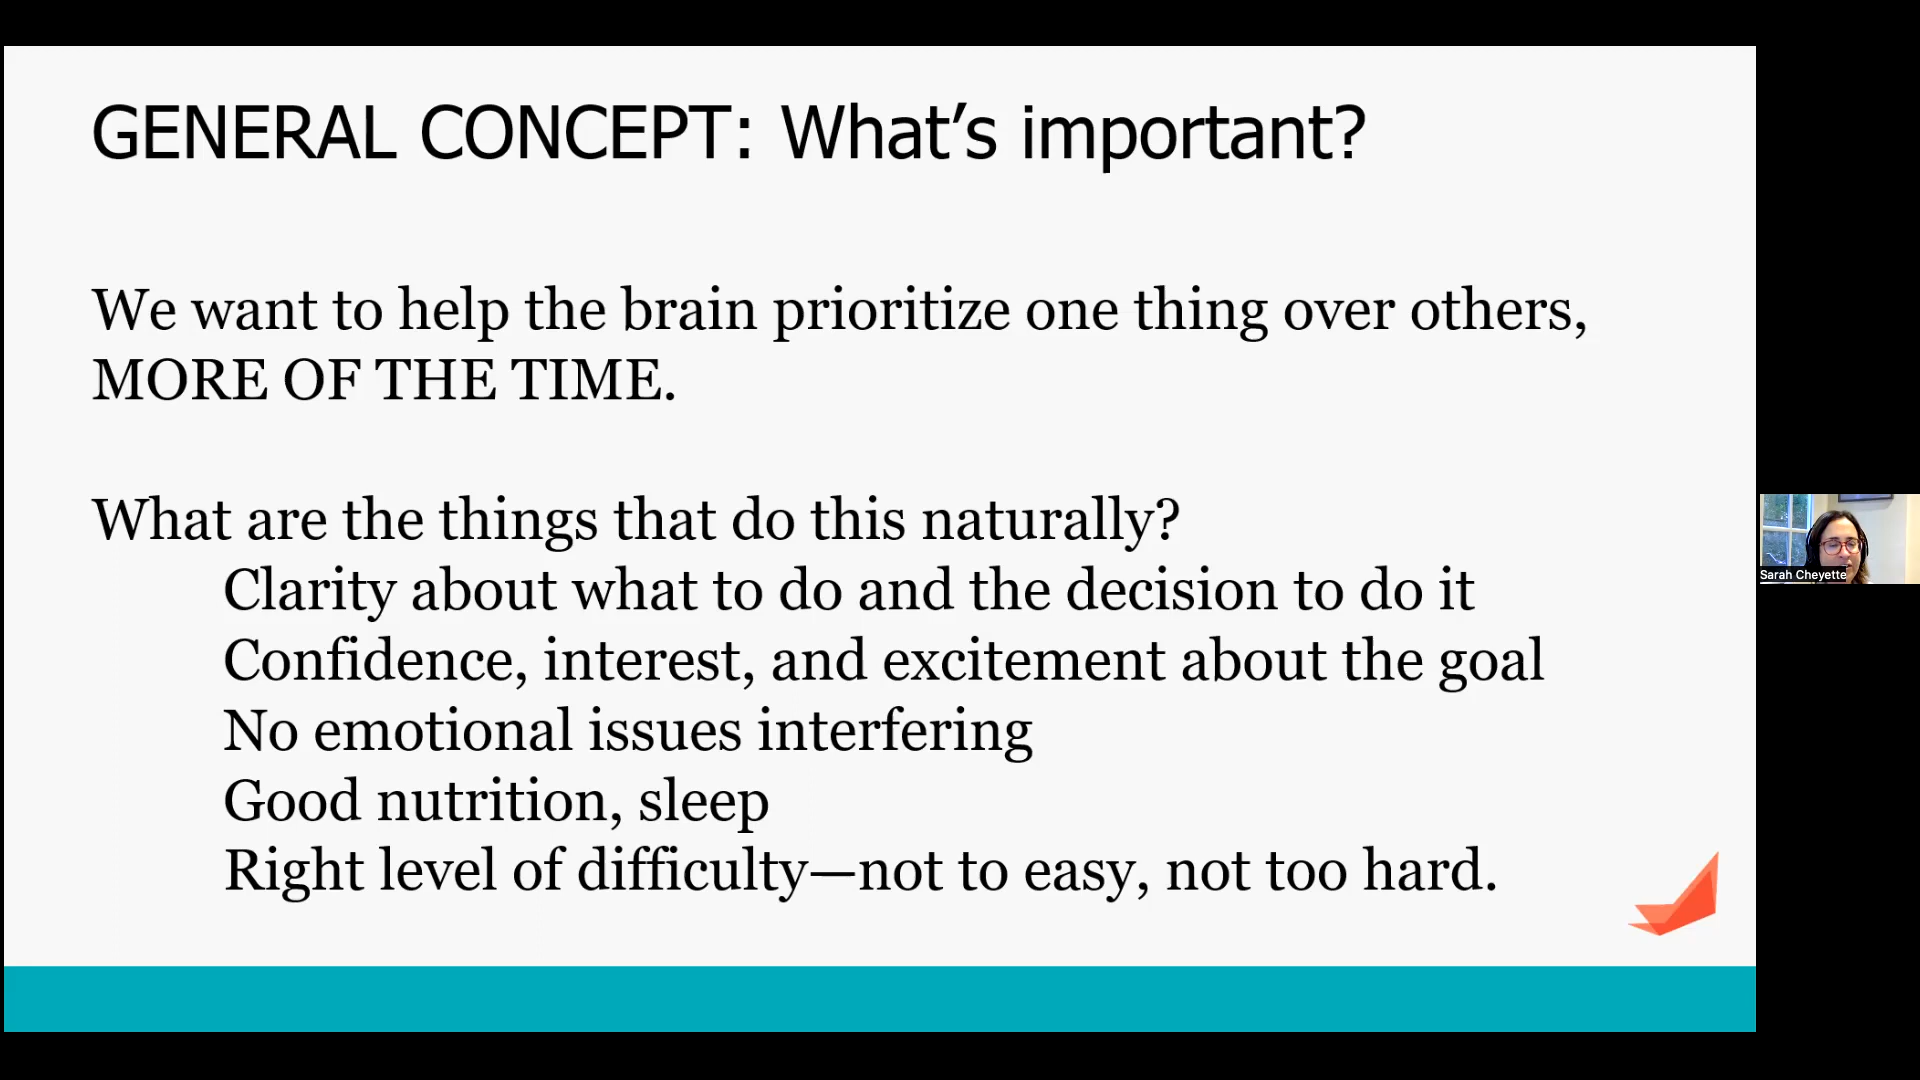 GENERAL CONCEPT: What’s important?
We want to help the brain prioritize one thing over others,
MORE OF THE TIME.
What are the things that do this naturally?
Clarity about what to do and the decision to do it
Confidence, interest, and excitement about the goal
No emotional issues interfering
Good nutrition, sleep
Right level of difficulty—not to easy, not too hard.
Sarah Cheyette